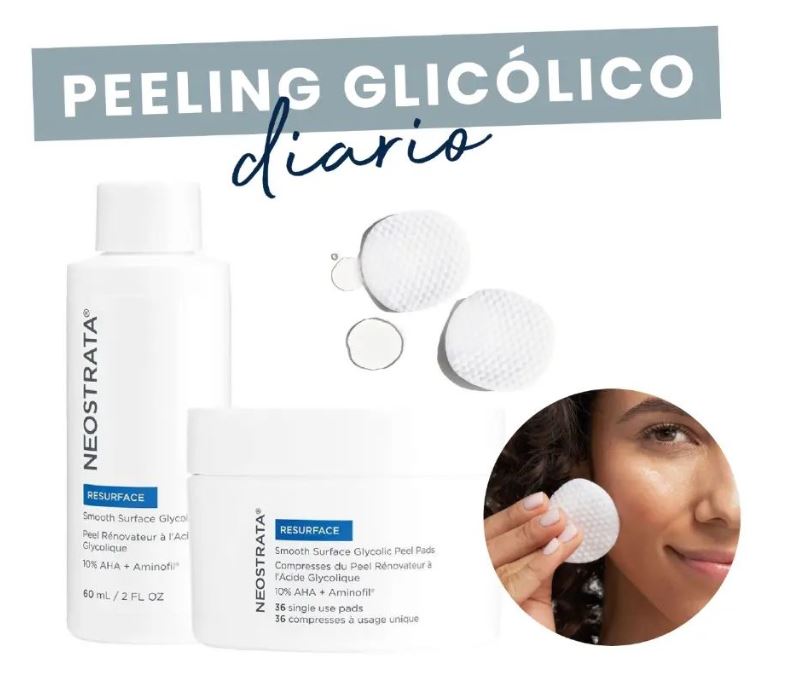 PEELING GLICÓLICO
diario
NEOSTRATA®
RESURFACE
Smooth Surface Glycol
Peel Rénovateur à l'Aci
Glycolique
10% AHA + Aminofil®
60 mL / 2 FL OZ
NEOSTRATA®
RESURFACE
Smooth Surface Glycolic Peel Pads
Compresses du Peel Rénovateur à
l'Acide Glycolique
10% AHA + Aminofil®
36 single use pads
36 compresses à usage unique